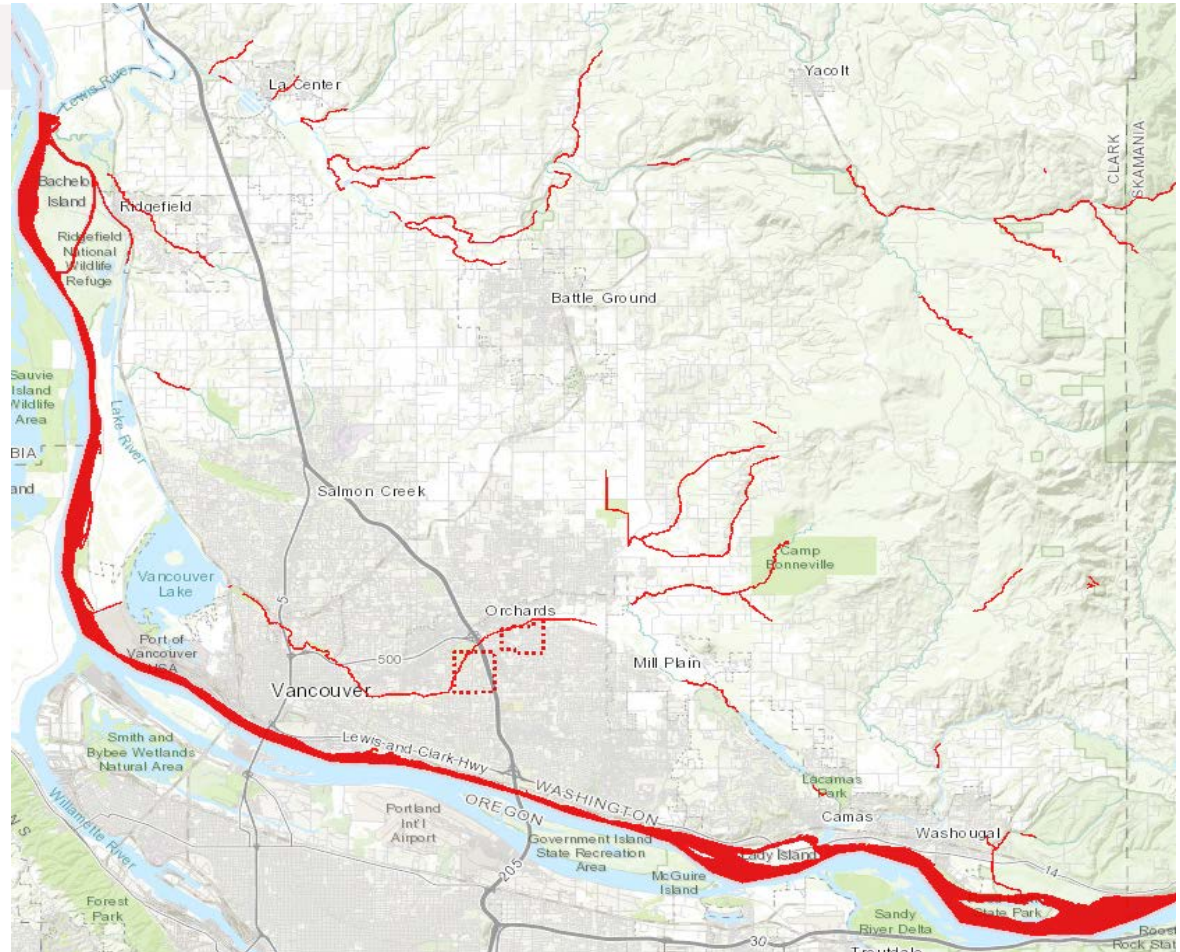 La Center
Yacolt
Lewis River
CLARK
SKAMANIA
Bachelo
Island
Ridgefield
Ridgefield
National
Wildlife
Refuge
Battle Ground
Sauvie
Island
Wildlife
Area
Lake River
BIA
and
Salmon Creek
Camp
Bonneville
Vancouver
Lake
Orchards
5
Port of
Vancouver
USA
500
Mill Plain
Vancouver
Smith and
Bybee Wetlands
Natural Area
Lewis and Clark Hwy
WASHINGTON
OREGON
Lacamas
Park
Camas
Washougal
Willamette River
Portland
Int'l
Airport
Government Island
State Recreation
Area
Lady Island
14
205
McGuire
Island
Forest
Park
Sandy
River Delta
State Park
30
Troutdale
Roost
Rock Stat